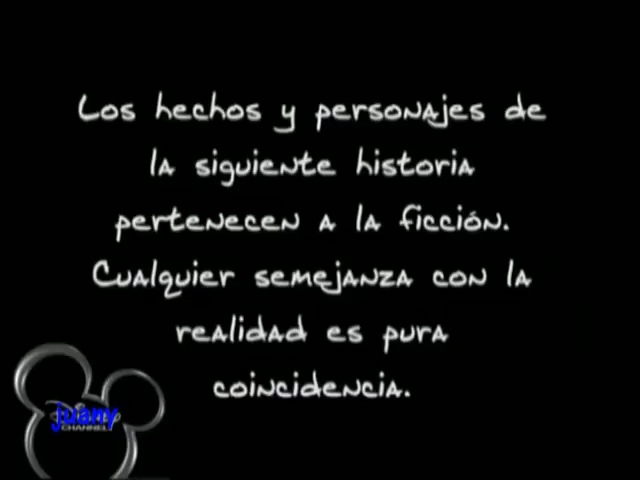 Los hechos y personajes de
la siguiente historia
pertenecen a la ficción.
Cualquier semejanza con la
realidad es pura
coincidencia.
juany
CHANNEL